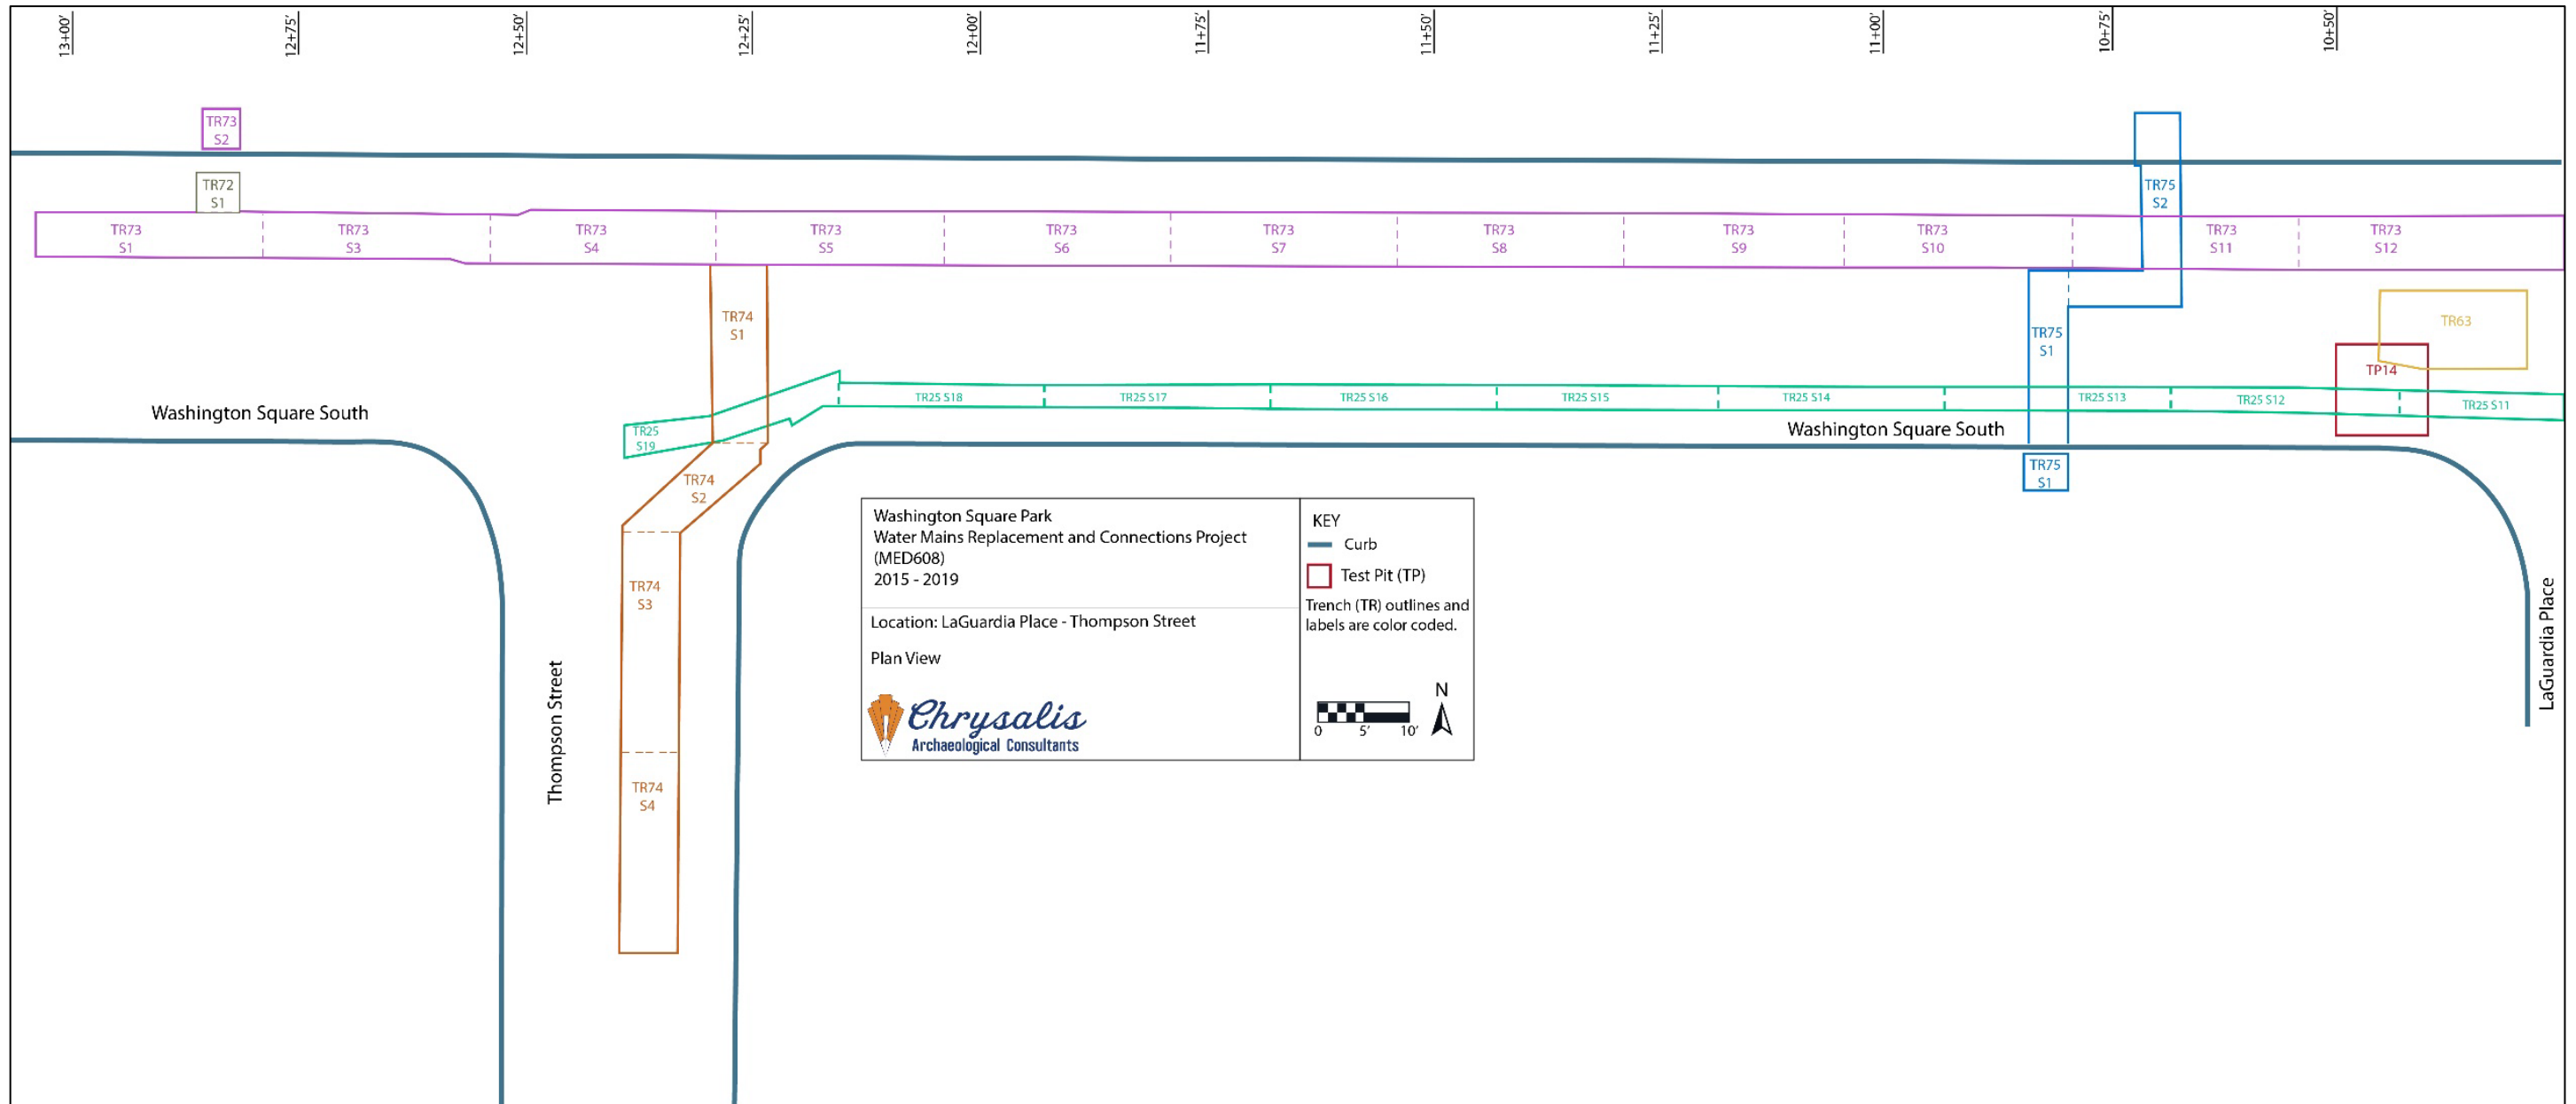 13+00'
12+75'
12+50'
12+25'
12+00'
11+75'
11+50'
11+25'
11+00'
10+75'
10+50'
TR73
S2
TR72
S1
TR75
S2
TR73
S1
TR73
S3
TR73
S4
TR73
S5
TR73
S6
TR73
S7
TR73
S8
TR73
S9
TR73
S10
TR73
S11
TR73
S12
TR74
S1
TR75
S1
TR63
TP14
TR25 S18
TR25 S17
TR25 S16
TR25 S15
TR25 S14
TR25 S13
TR25 S12
TR25 S11
Washington Square South
TR25
S19
Washington Square South
TR75
S1
TR74
S2
TR74
S3
TR74
S4
Thompson Street
LaGuardia Place
Washington Square Park
Water Mains Replacement and Connections Project
(MED608)
2015 - 2019
Location: LaGuardia Place - Thompson Street
Plan View
Chrysalis
Archaeological Consultants
KEY
Curb
Test Pit (TP)
Trench (TR) outlines and
labels are color coded.
N
0 5' 10'